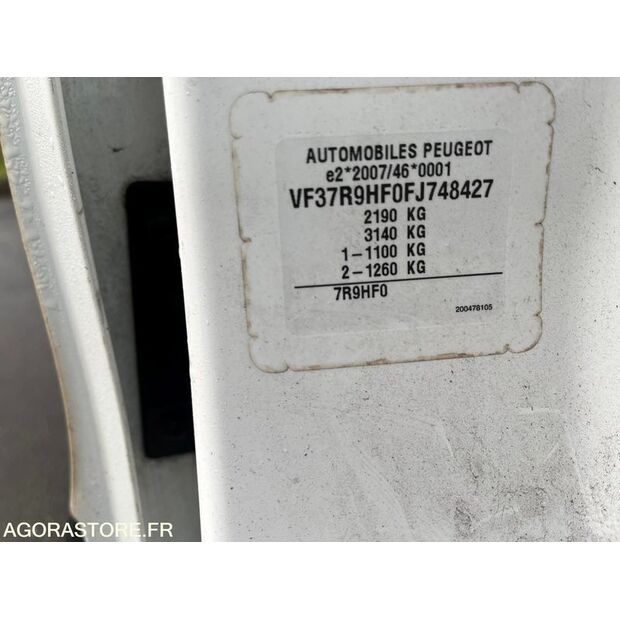 AUTOMOBILES PEUGEOT
e2*2007/46*0001
VF37R9HF0FJ748427
2190 KG
3140 KG
1-1100 KG
2-1260 KG
7R9HF0
200478105
AGORASTORE.FR